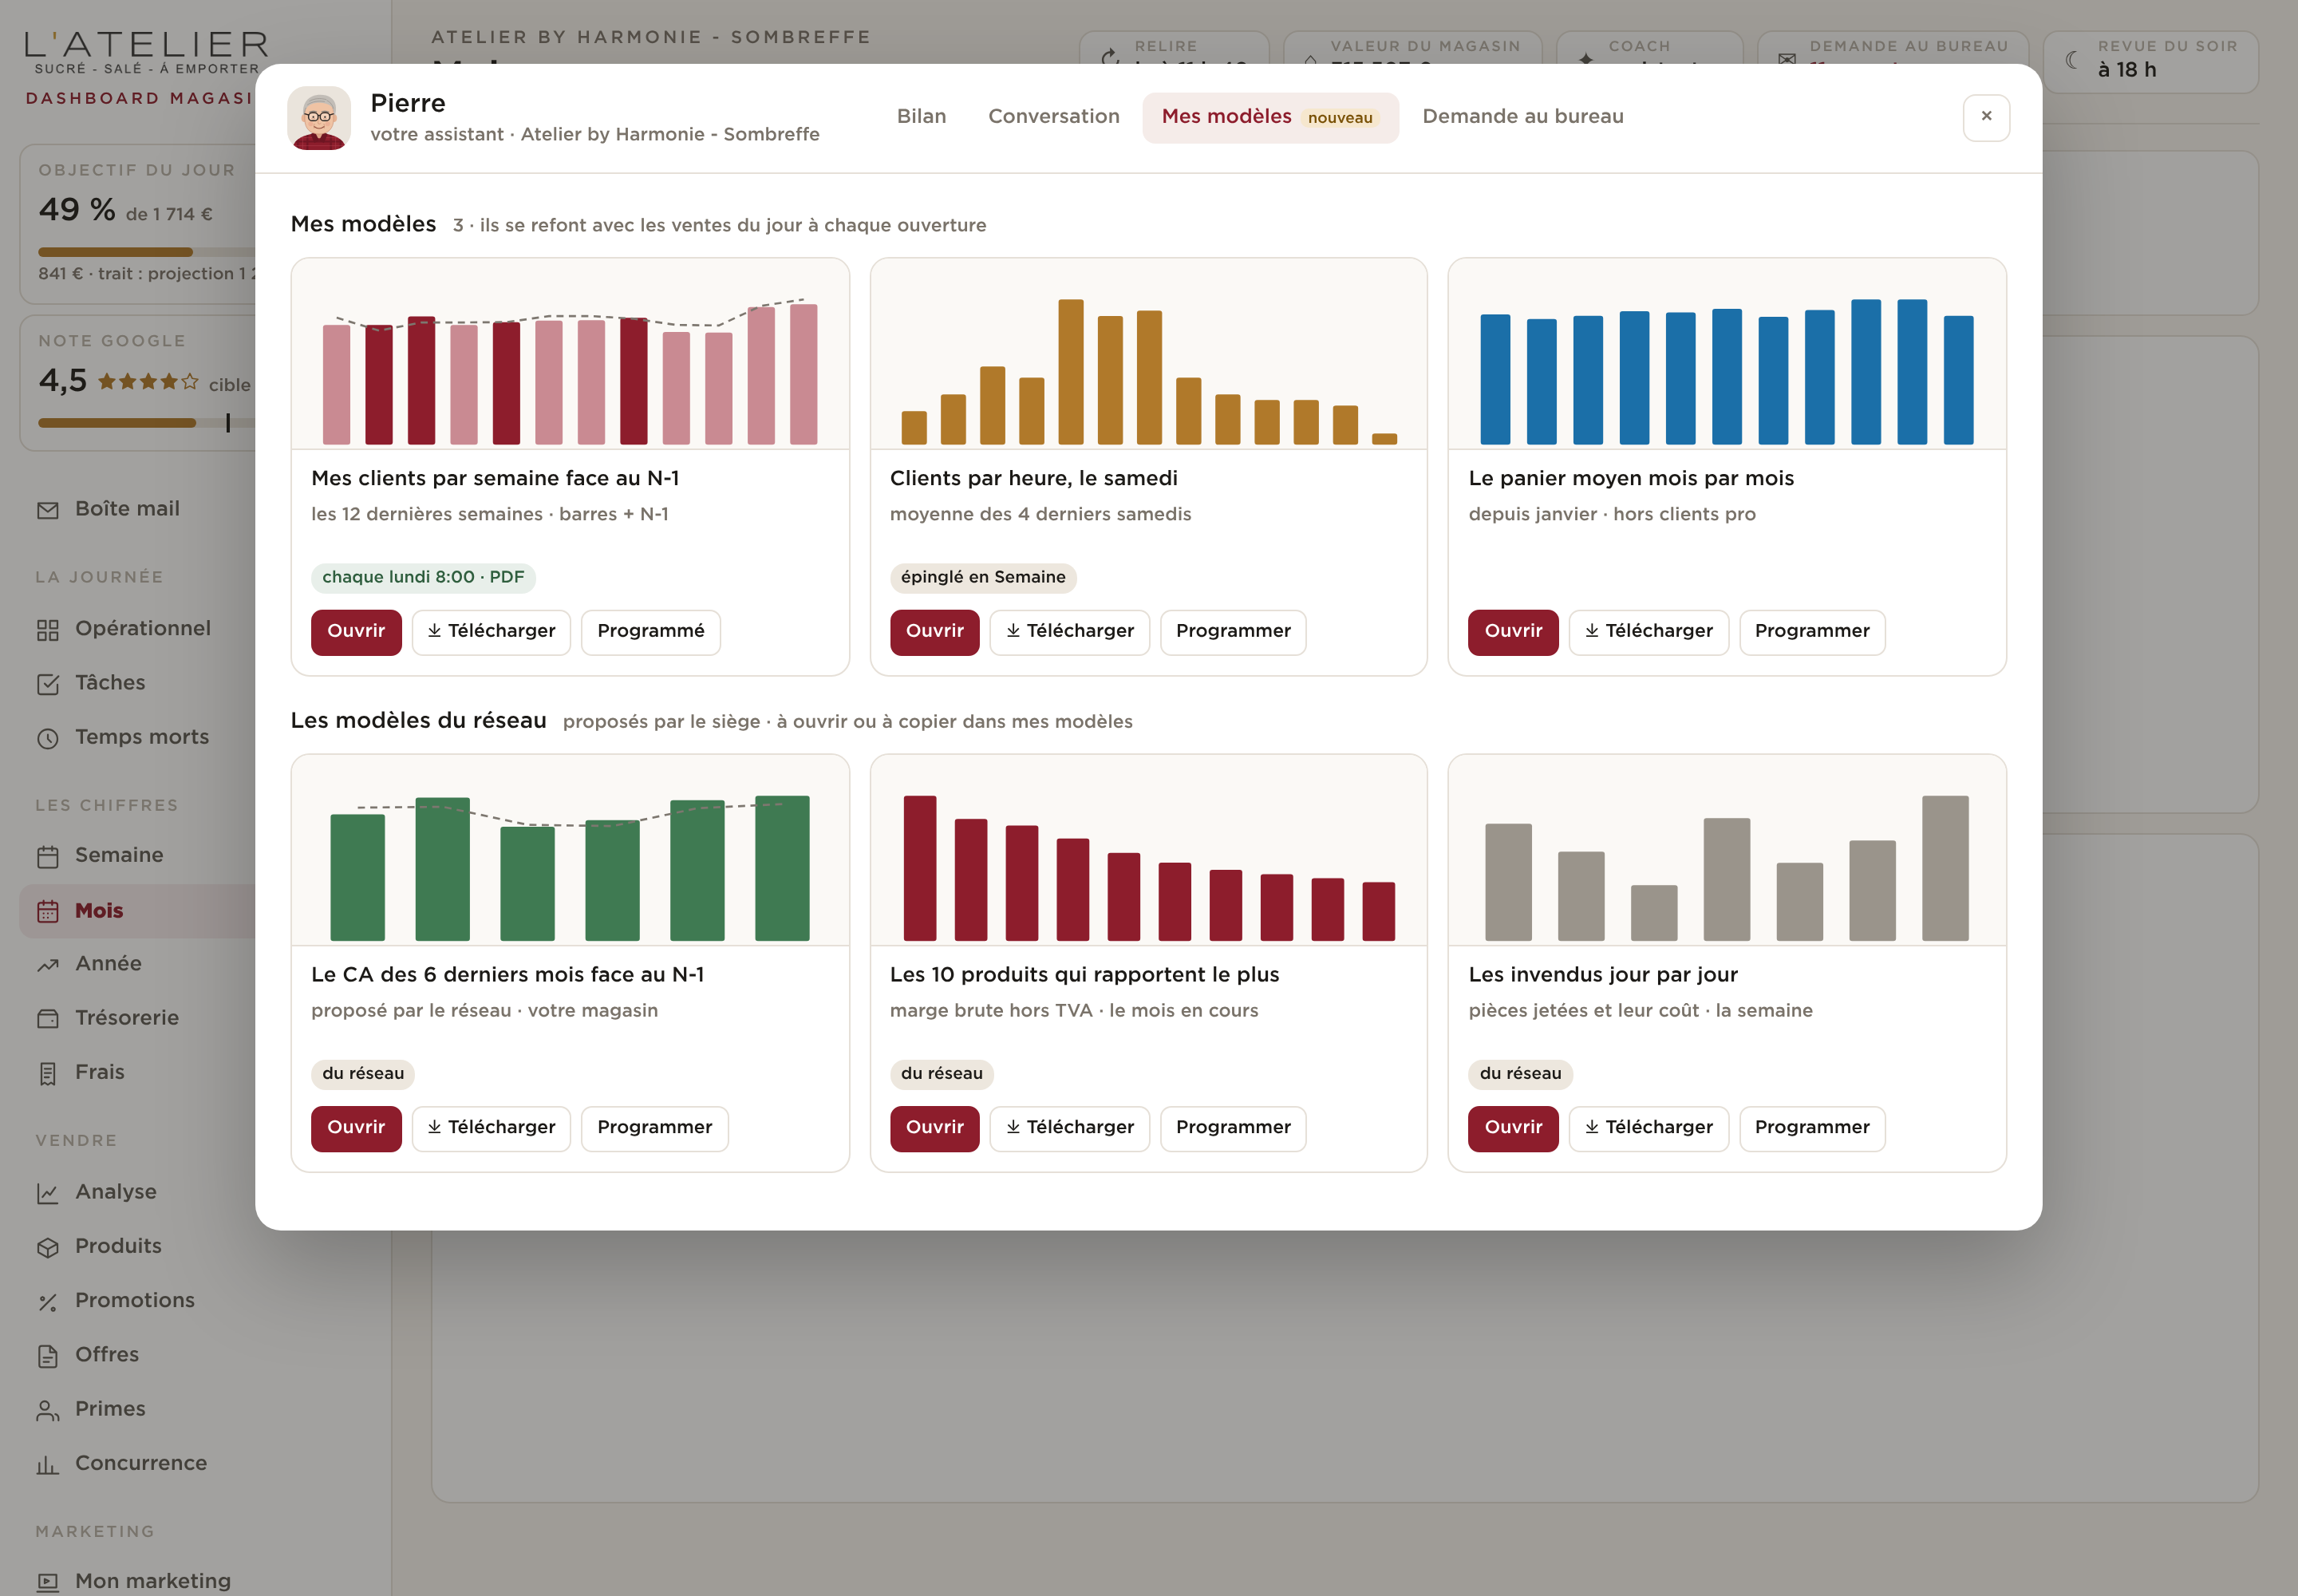 L'ATELIER
SUCRÉ - SALÉ - Á EMPORTER
DASHBOARD
ATELIER BY HARMONIE - SOMBREFFE
RELIRE
VALEUR DU MAGASIN
COACH
DEMANDE AU BUREAU
REVUE DU SOIR
à 18 h
OBJECTIF DU JOUR
49 % de 1 714 €
841 € · trait : projection
NOTE GOOGLE
4,5 cible
Boîte mail
LA JOURNÉE
Opérationnel
Tâches
Temps morts
LES CHIFFRES
Semaine
Mois
Année
Trésorerie
Frais
VENDRE
Analyse
Produits
Promotions
Offres
Primes
Concurrence
MARKETING
Mon marketing
Pierre
votre assistant · Atelier by Harmonie - Sombreffe
Bilan
Conversation
Mes modèles nouveau
Demande au bureau
×
Mes modèles 3 · ils se refont avec les ventes du jour à chaque ouverture
Mes clients par semaine face au N-1
les 12 dernières semaines · barres + N-1
chaque lundi 8:00 · PDF
Ouvrir Télécharger Programmé
Clients par heure, le samedi
moyenne des 4 derniers samedis
épinglé en Semaine
Ouvrir Télécharger Programmer
Le panier moyen mois par mois
depuis janvier · hors clients pro
Ouvrir Télécharger Programmer
Les modèles du réseau proposés par le siège · à ouvrir ou à copier dans mes modèles
Le CA des 6 derniers mois face au N-1
proposé par le réseau · votre magasin
du réseau
Ouvrir Télécharger Programmer
Les 10 produits qui rapportent le plus
marge brute hors TVA · le mois en cours
du réseau
Ouvrir Télécharger Programmer
Les invendus jour par jour
pièces jetées et leur coût · la semaine
du réseau
Ouvrir Télécharger Programmer